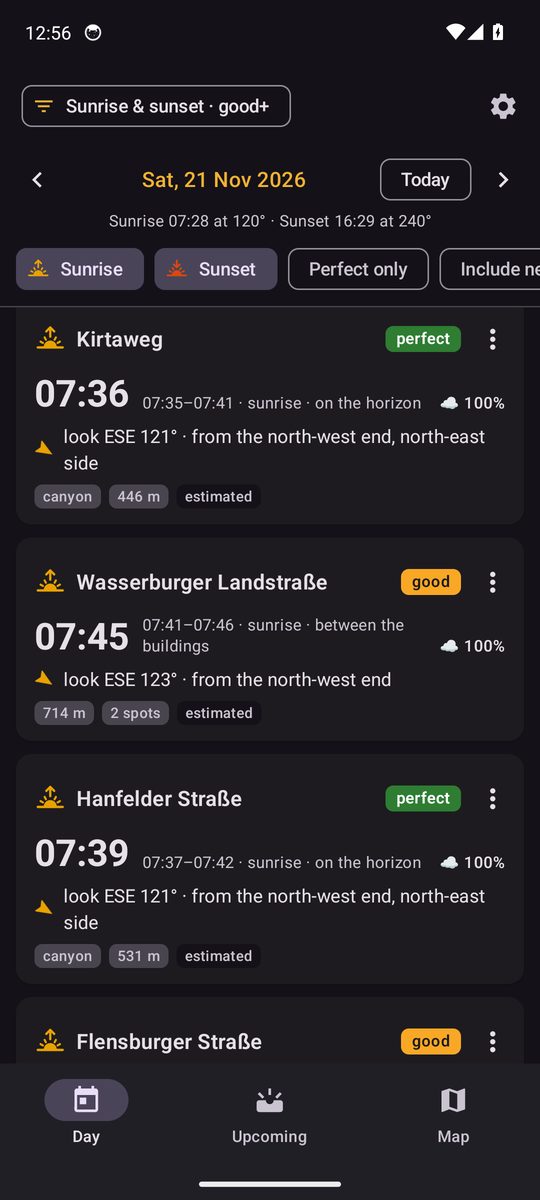 12:56
Sunrise & sunset · good+
Sat, 21 Nov 2026
Today
Sunrise 07:28 at 120° · Sunset 16:29 at 240°
Sunrise
Sunset
Perfect only
Include ne
Kirtaweg
perfect
07:36
07:35–07:41 · sunrise · on the horizon
100%
look ESE 121° · from the north-west end, north-east
side
canyon
446 m
estimated
Wasserburger Landstraße
good
07:45
07:41–07:46 · sunrise · between the
buildings
100%
look ESE 123° · from the north-west end
714 m
2 spots
estimated
Hanfelder Straße
perfect
07:39
07:37–07:42 · sunrise · on the horizon
100%
look ESE 121° · from the north-west end, north-east
side
canyon
531 m
estimated
Flensburger Straße
good
Day
Upcoming
Map